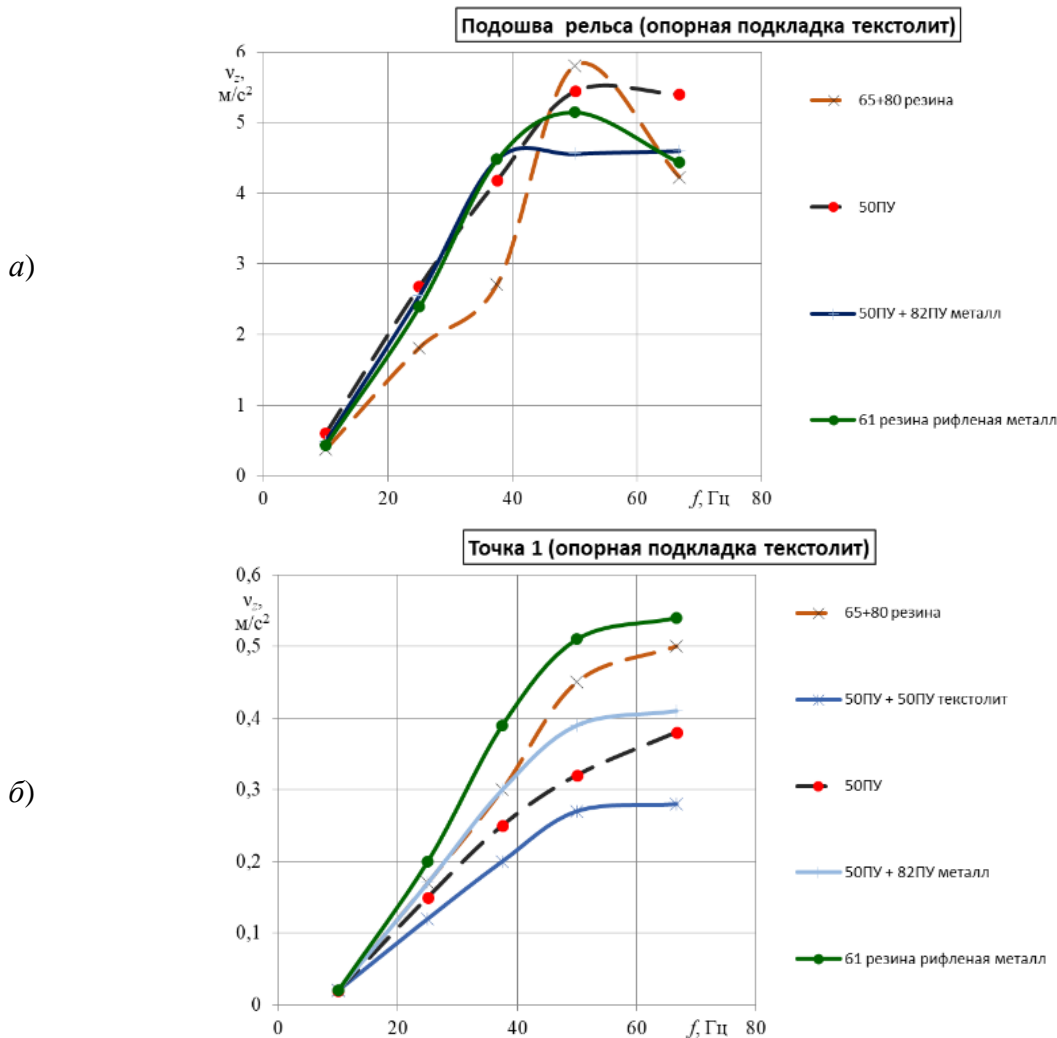 Подошва рельса (опорная подкладка текстолит)
6
ν_z,
м/с²
5
4
3
2
1
0
0
20
40
60
80
f, Гц
65+80 резина
50ПУ
50ПУ + 82ПУ металл
61 резина рифленая металл
а)
Точка 1 (опорная подкладка текстолит)
0,6
ν_z,
м/с²
0,5
0,4
0,3
0,2
0,1
0
0
20
40
60
80
f, Гц
65+80 резина
50ПУ + 50ПУ текстолит
50ПУ
50ПУ + 82ПУ металл
61 резина рифленая металл
б)